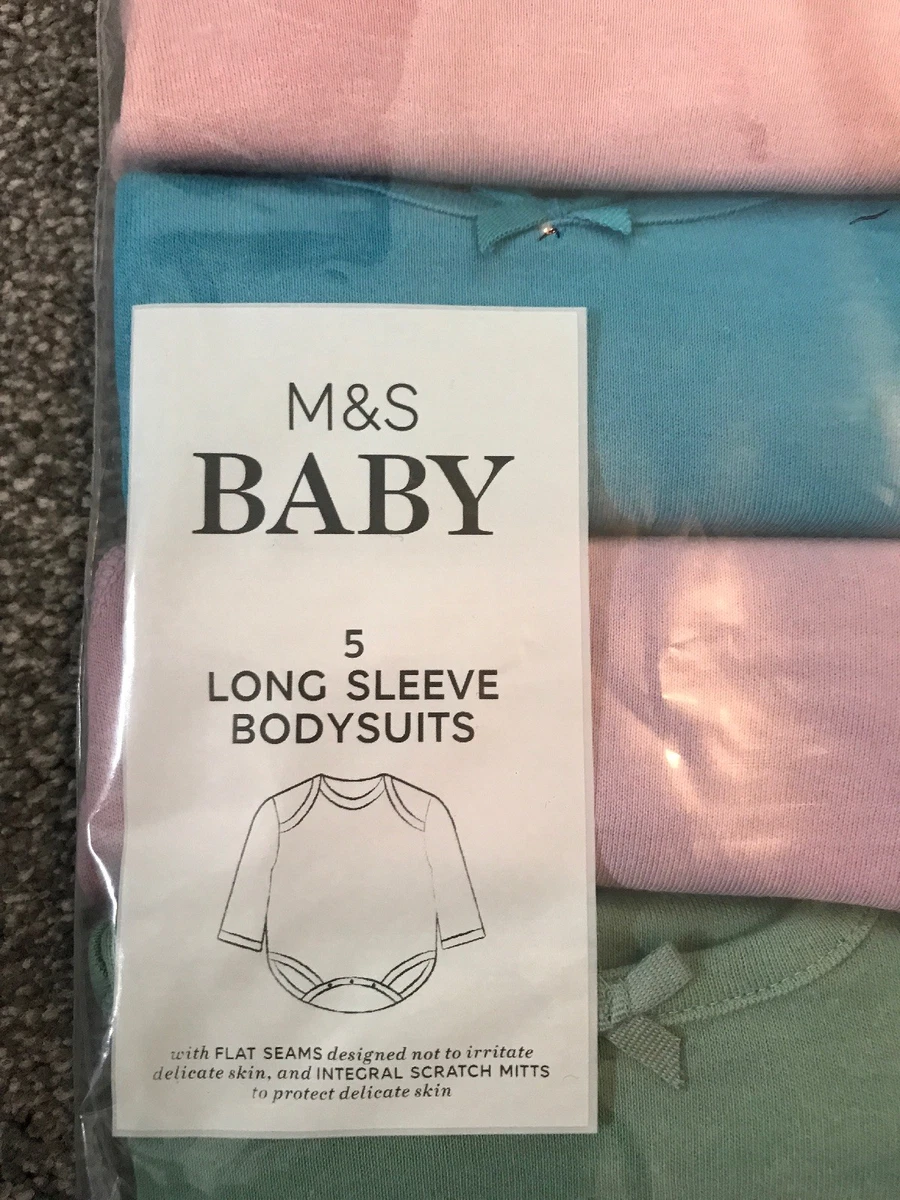 M&S
BABY
5
LONG SLEEVE
BODYSUITS
with FLAT SEAMS designed not to irritate
delicate skin, and INTEGRAL SCRATCH MITTS
to protect delicate skin